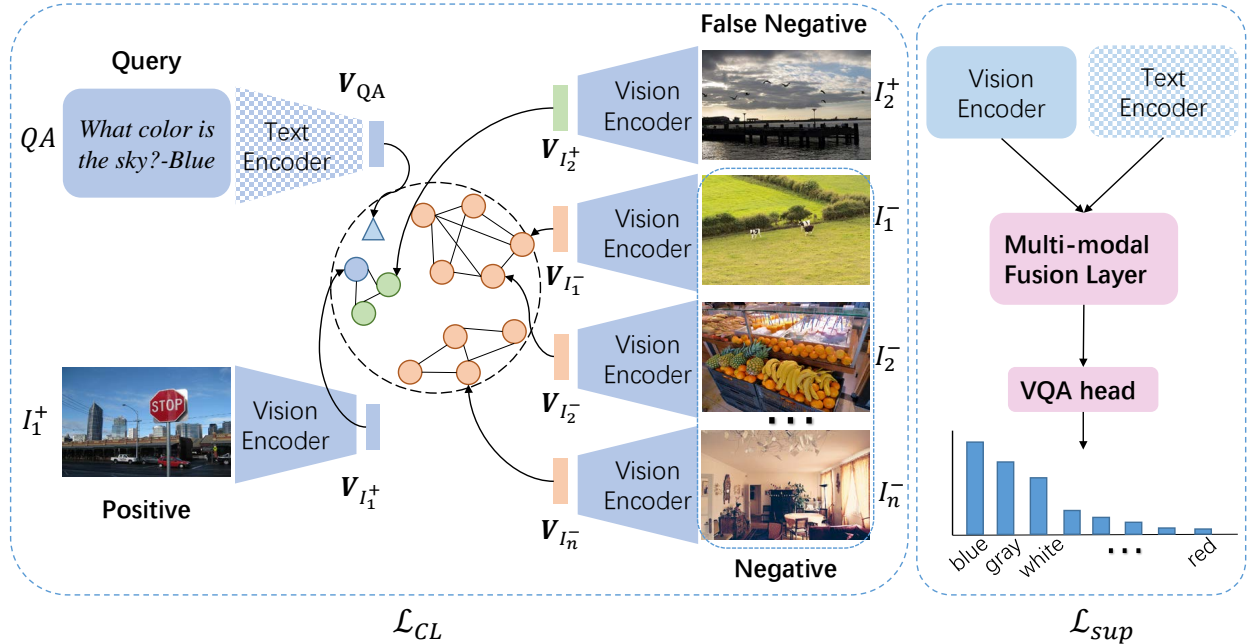 Query
QA
What color is
the sky?-Blue
Text
Encoder
V_QA
False Negative
Vision
Encoder
V_{I_2^+}
I_2^+
Vision
Encoder
V_{I_1^-}
I_1^-
Vision
Encoder
V_{I_2^-}
I_2^-
...
Vision
Encoder
V_{I_n^-}
I_n^-
Negative
I_1^+
STOP
Vision
Encoder
V_{I_1^+}
Positive
ℒ_CL
Vision
Encoder
Text
Encoder
Multi-modal
Fusion Layer
VQA head
blue
gray
white
...
red
ℒ_sup